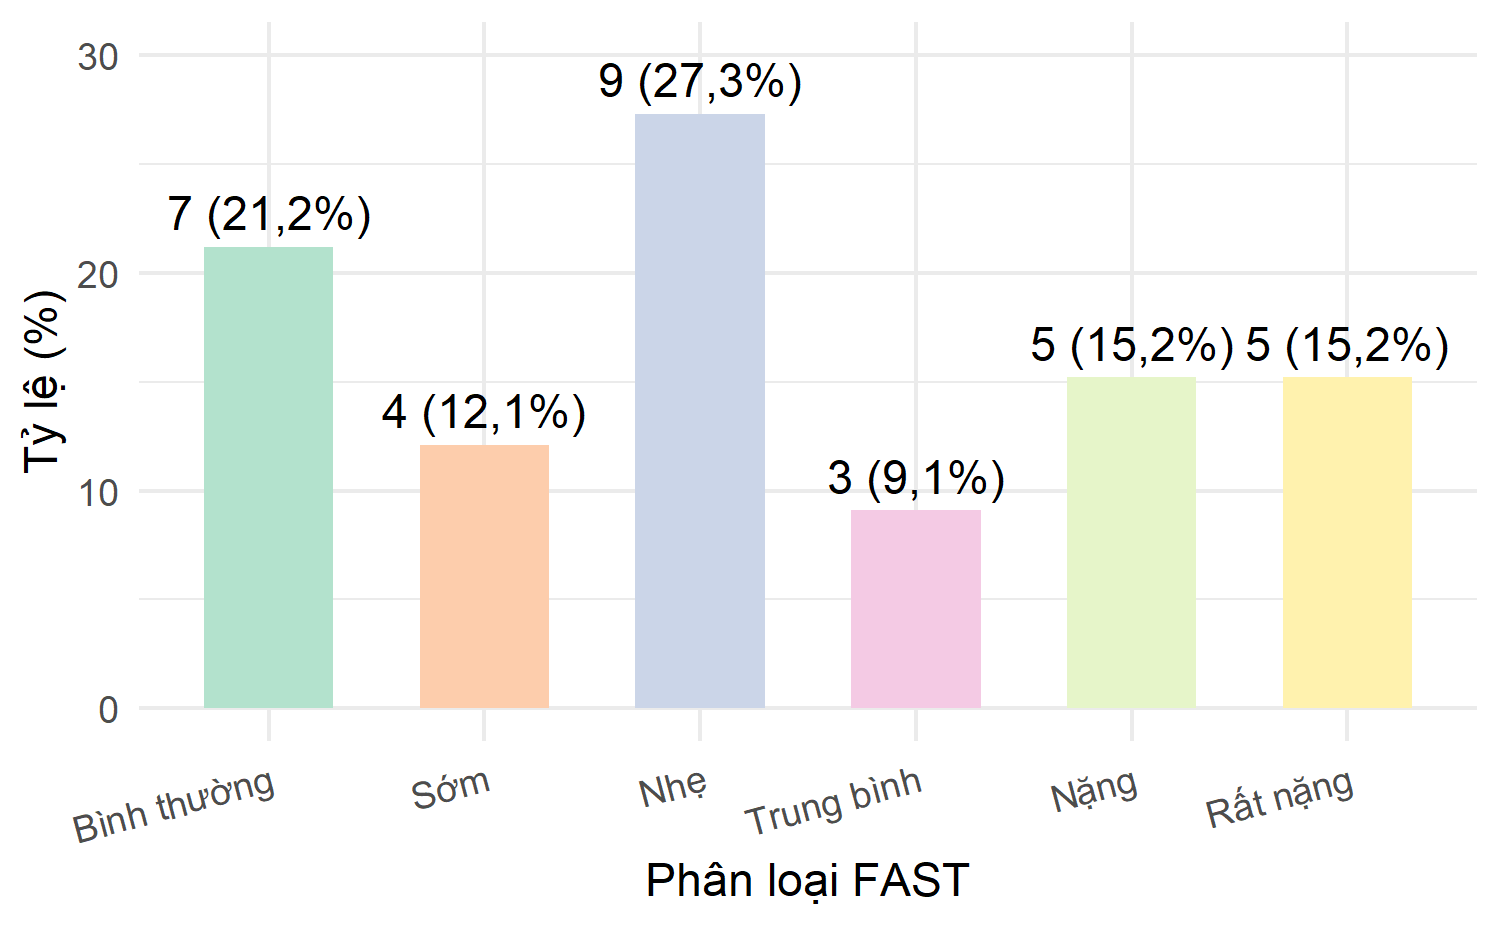 Tỷ lệ (%)
30
20
10
0
7 (21,2%)
4 (12,1%)
9 (27,3%)
3 (9,1%)
5 (15,2%)
5 (15,2%)
Bình thường
Sớm
Nhẹ
Trung bình
Nặng
Rất nặng
Phân loại FAST